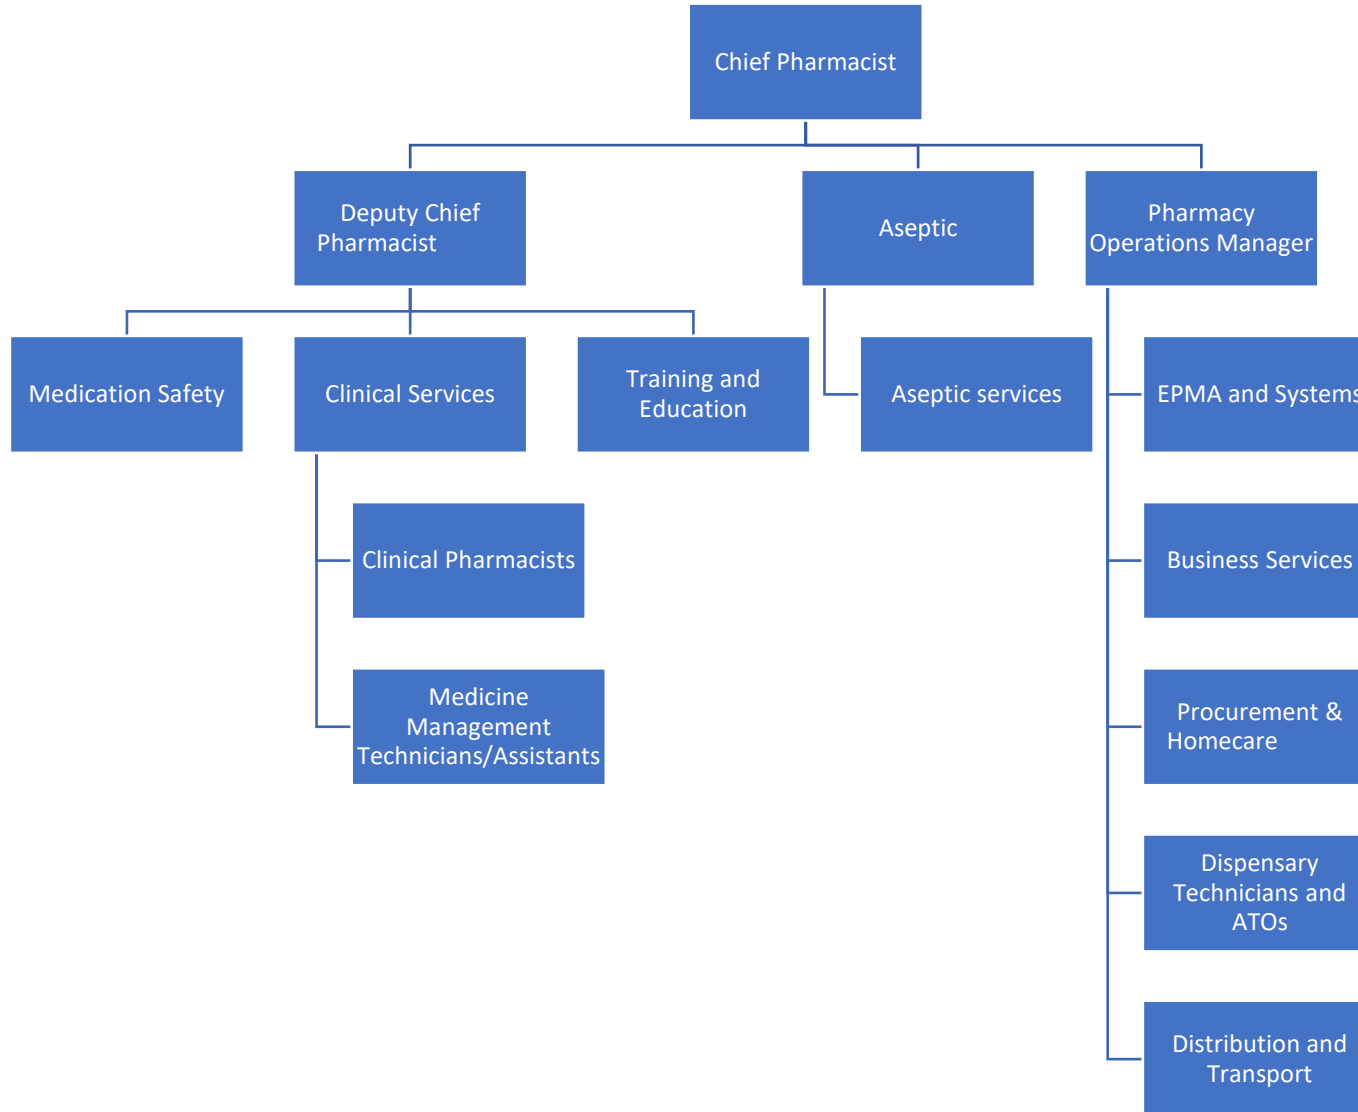 Chief Pharmacist
Deputy Chief
Pharmacist
Aseptic
Pharmacy
Operations Manager
Medication Safety
Clinical Services
Training and
Education
Aseptic services
EPMA and Systems
Clinical Pharmacists
Business Services
Medicine
Management
Technicians/Assistants
Procurement &
Homecare
Dispensary
Technicians and
ATOs
Distribution and
Transport